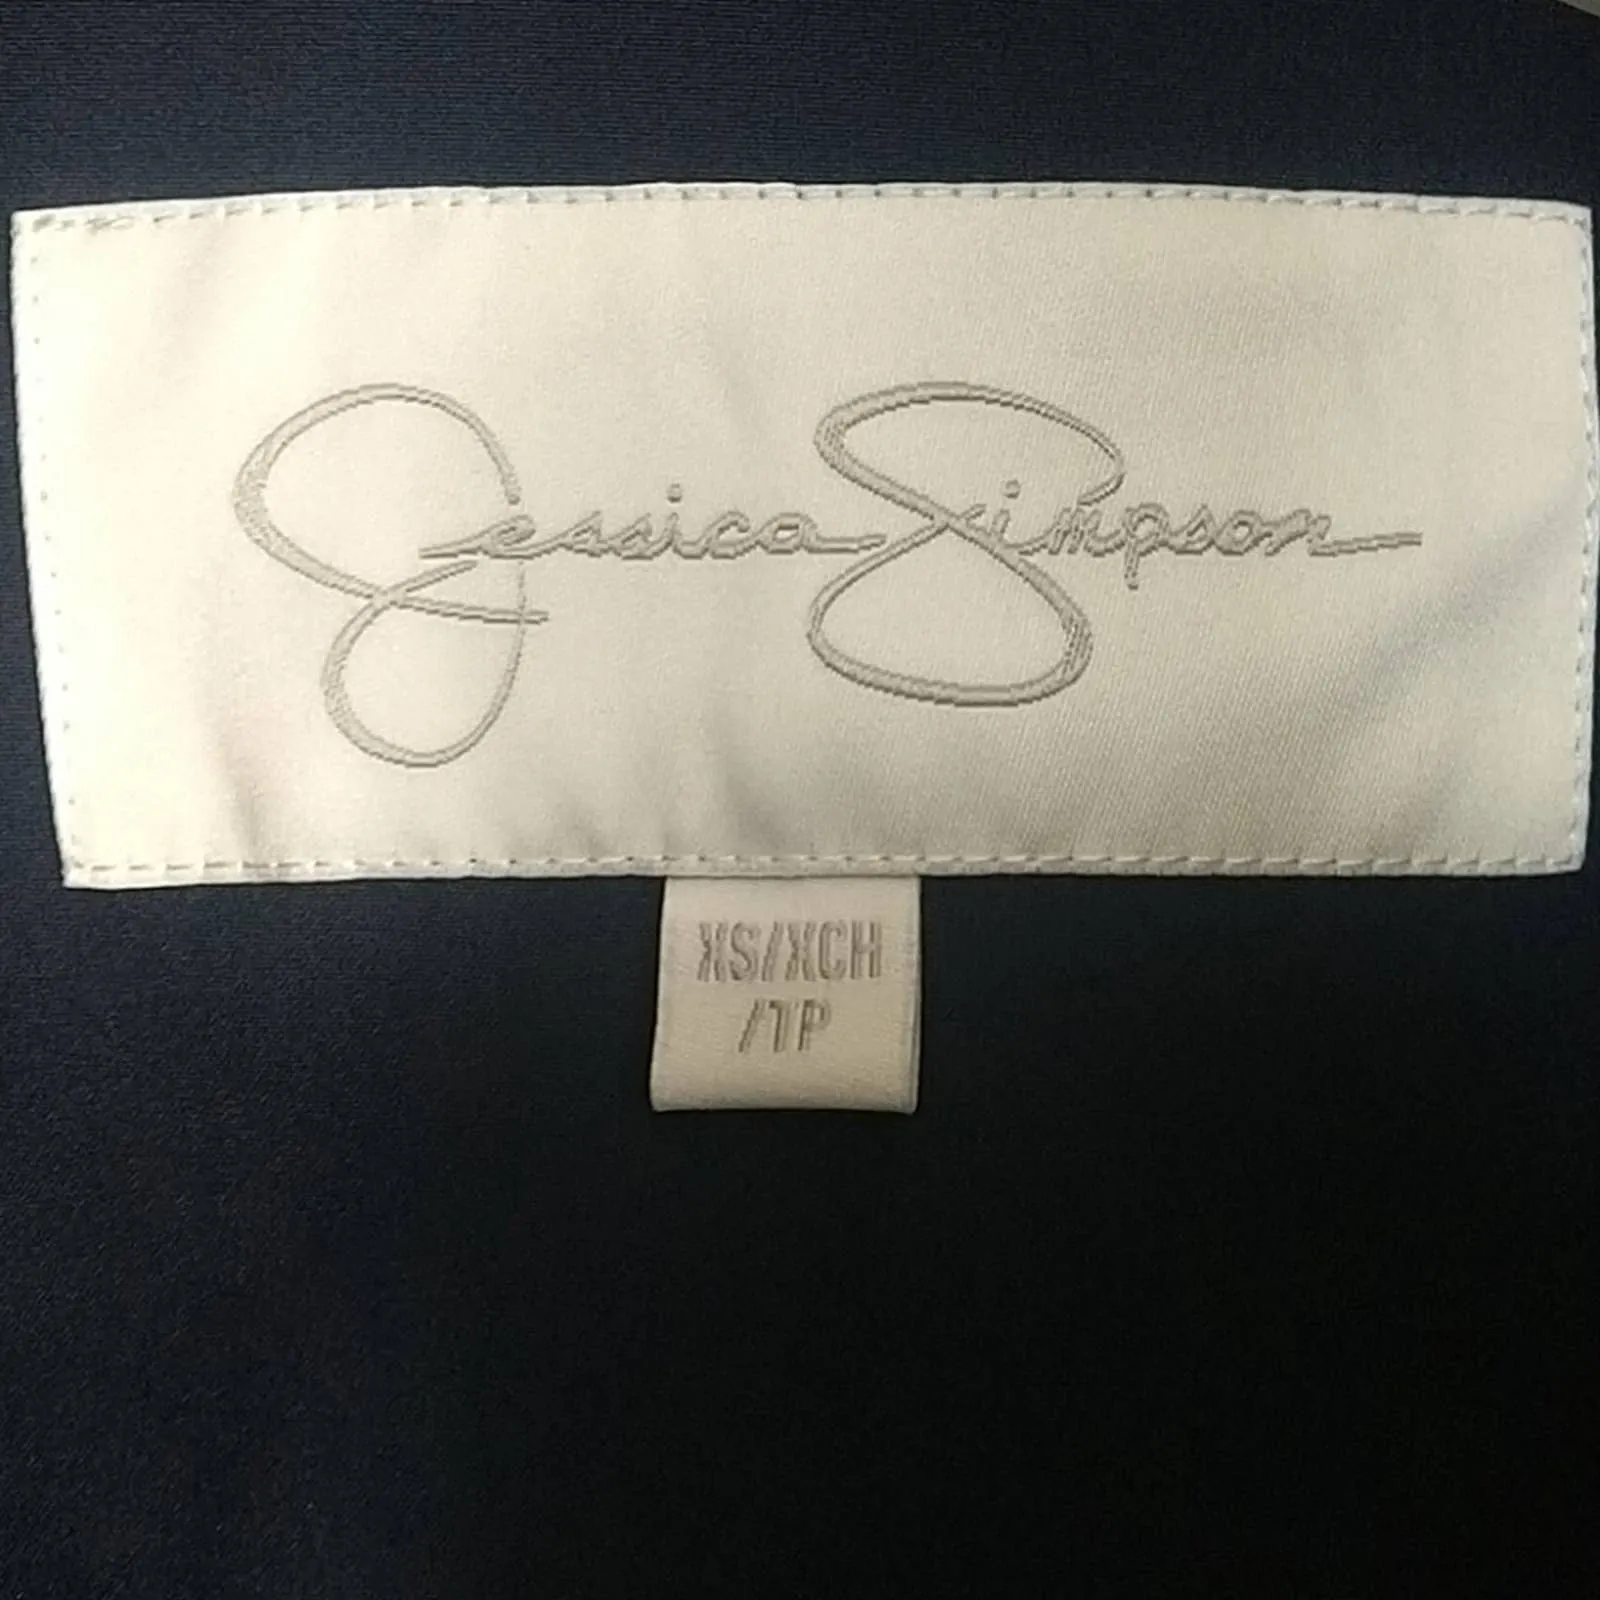 Jessica Simpson
XS/XCH
/TP